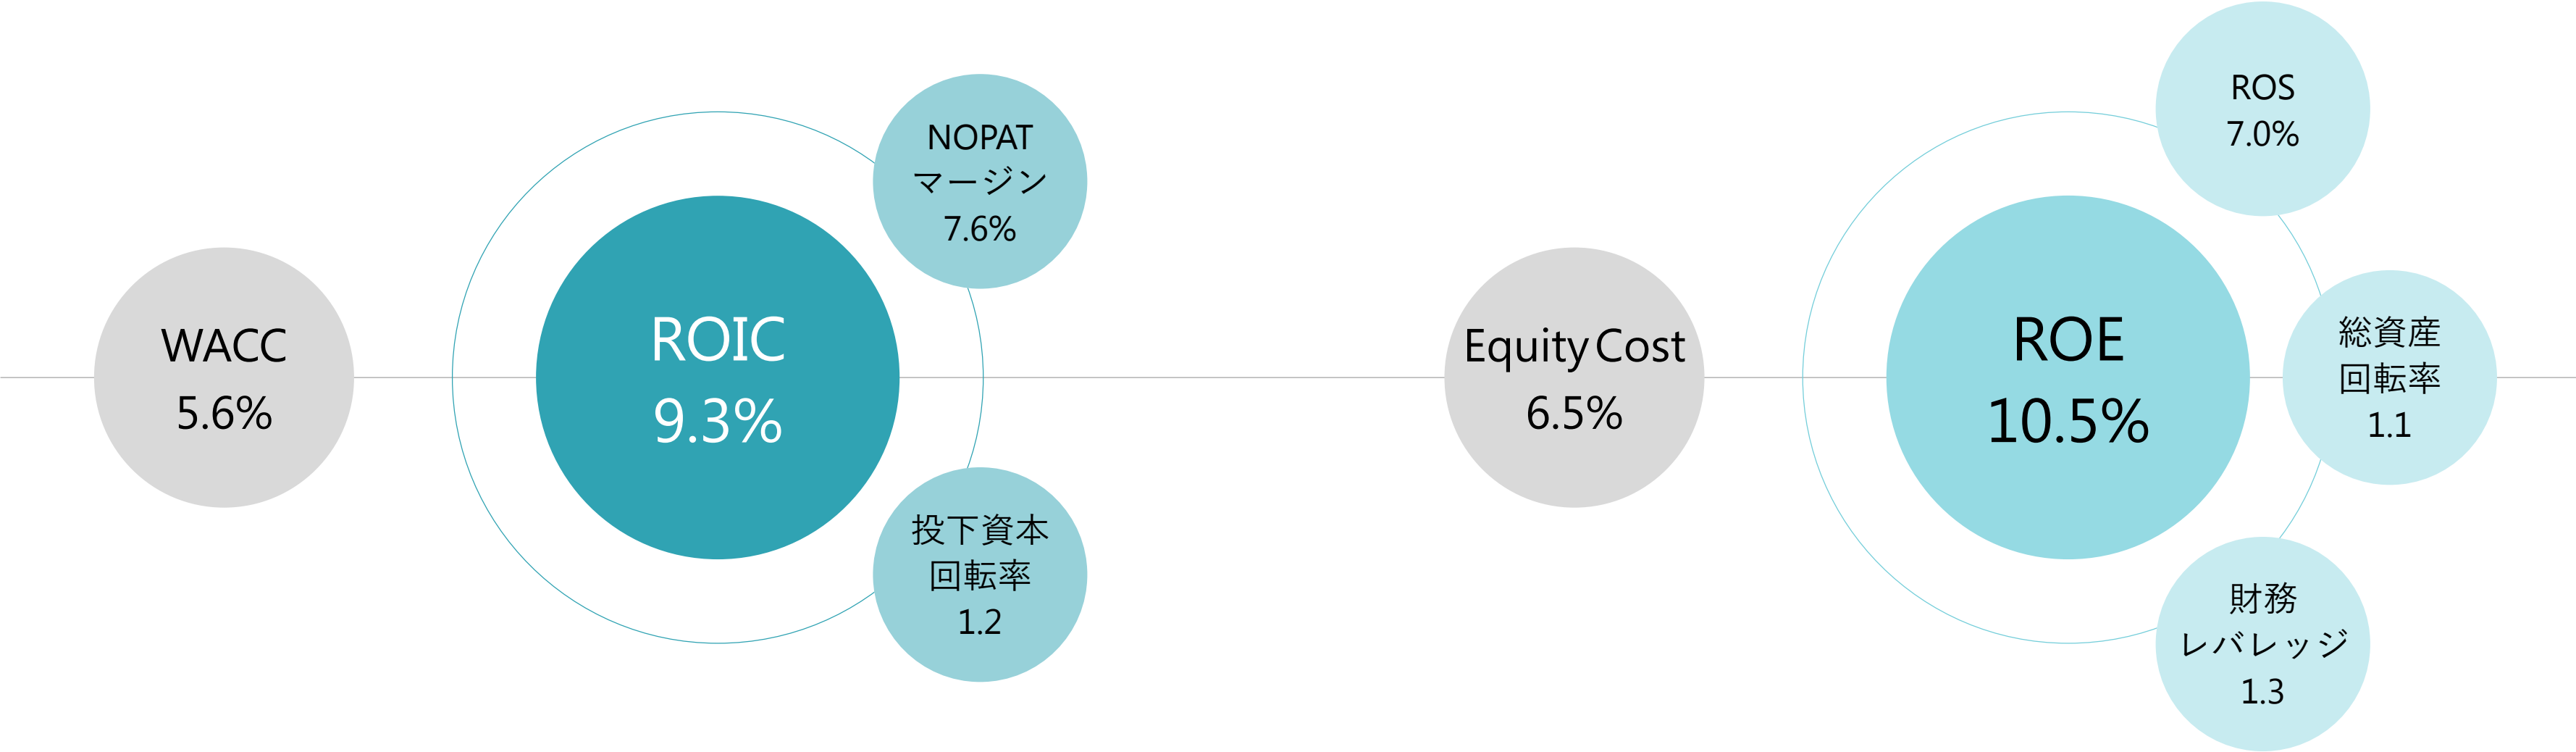 WACC
5.6%
ROIC
9.3%
NOPAT
マージン
7.6%
投下資本
回転率
1.2
Equity Cost
6.5%
ROE
10.5%
ROS
7.0%
総資産
回転率
1.1
財務
レバレッジ
1.3